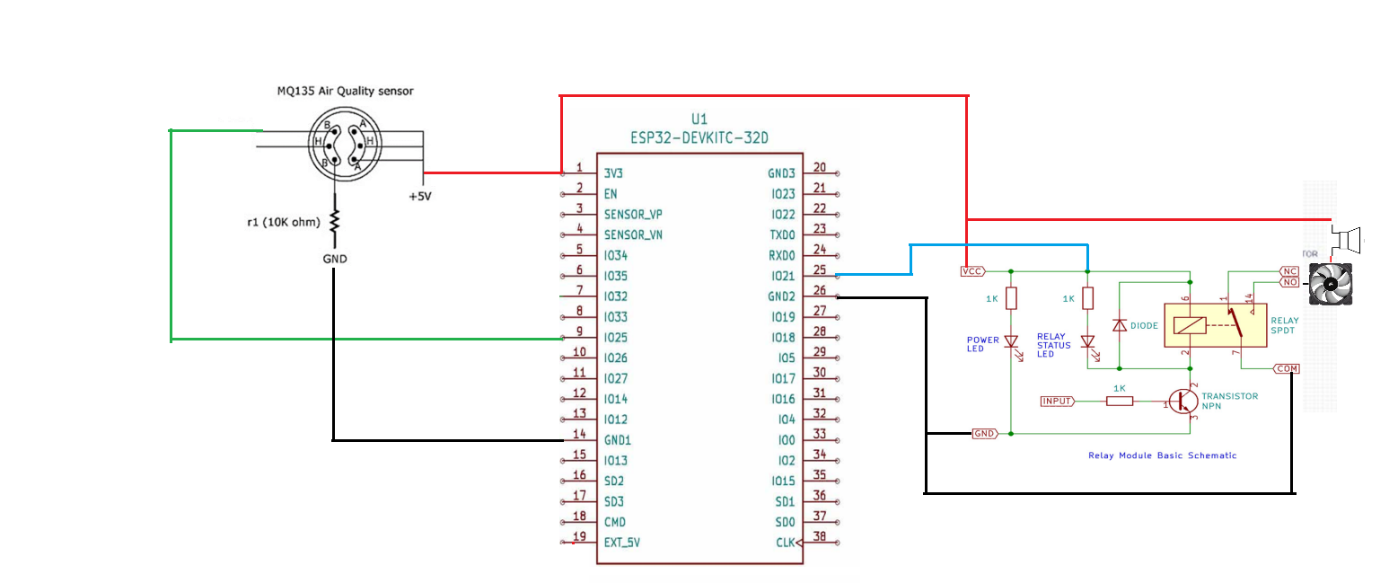 MQ135 Air Quality sensor
B
A
H
H
B
A
+5V
r1 (10K ohm)
GND
U1
ESP32-DEVKITC-32D
1 3V3
2 EN
3 SENSOR_VP
4 SENSOR_VN
5 IO34
6 IO35
7 IO32
8 IO33
9 IO25
10 IO26
11 IO27
12 IO14
13 IO12
14 GND1
15 IO13
16 SD2
17 SD3
18 CMD
19 EXT_5V
GND3 20
IO23 21
IO22 22
TXD0 23
RXD0 24
IO21 25
GND2 26
IO19 27
IO18 28
IO5 29
IO17 30
IO16 31
IO4 32
IO0 33
IO2 34
IO15 35
SD1 36
SD0 37
CLK 38
VCC
1K
1K
POWER
LED
RELAY
STATUS
LED
DIODE
6
1
14
2
7
NC
NO
RELAY
SPDT
COM
INPUT
1K
1
2
3
TRANSISTOR
NPN
GND
Relay Module Basic Schematic
TOR